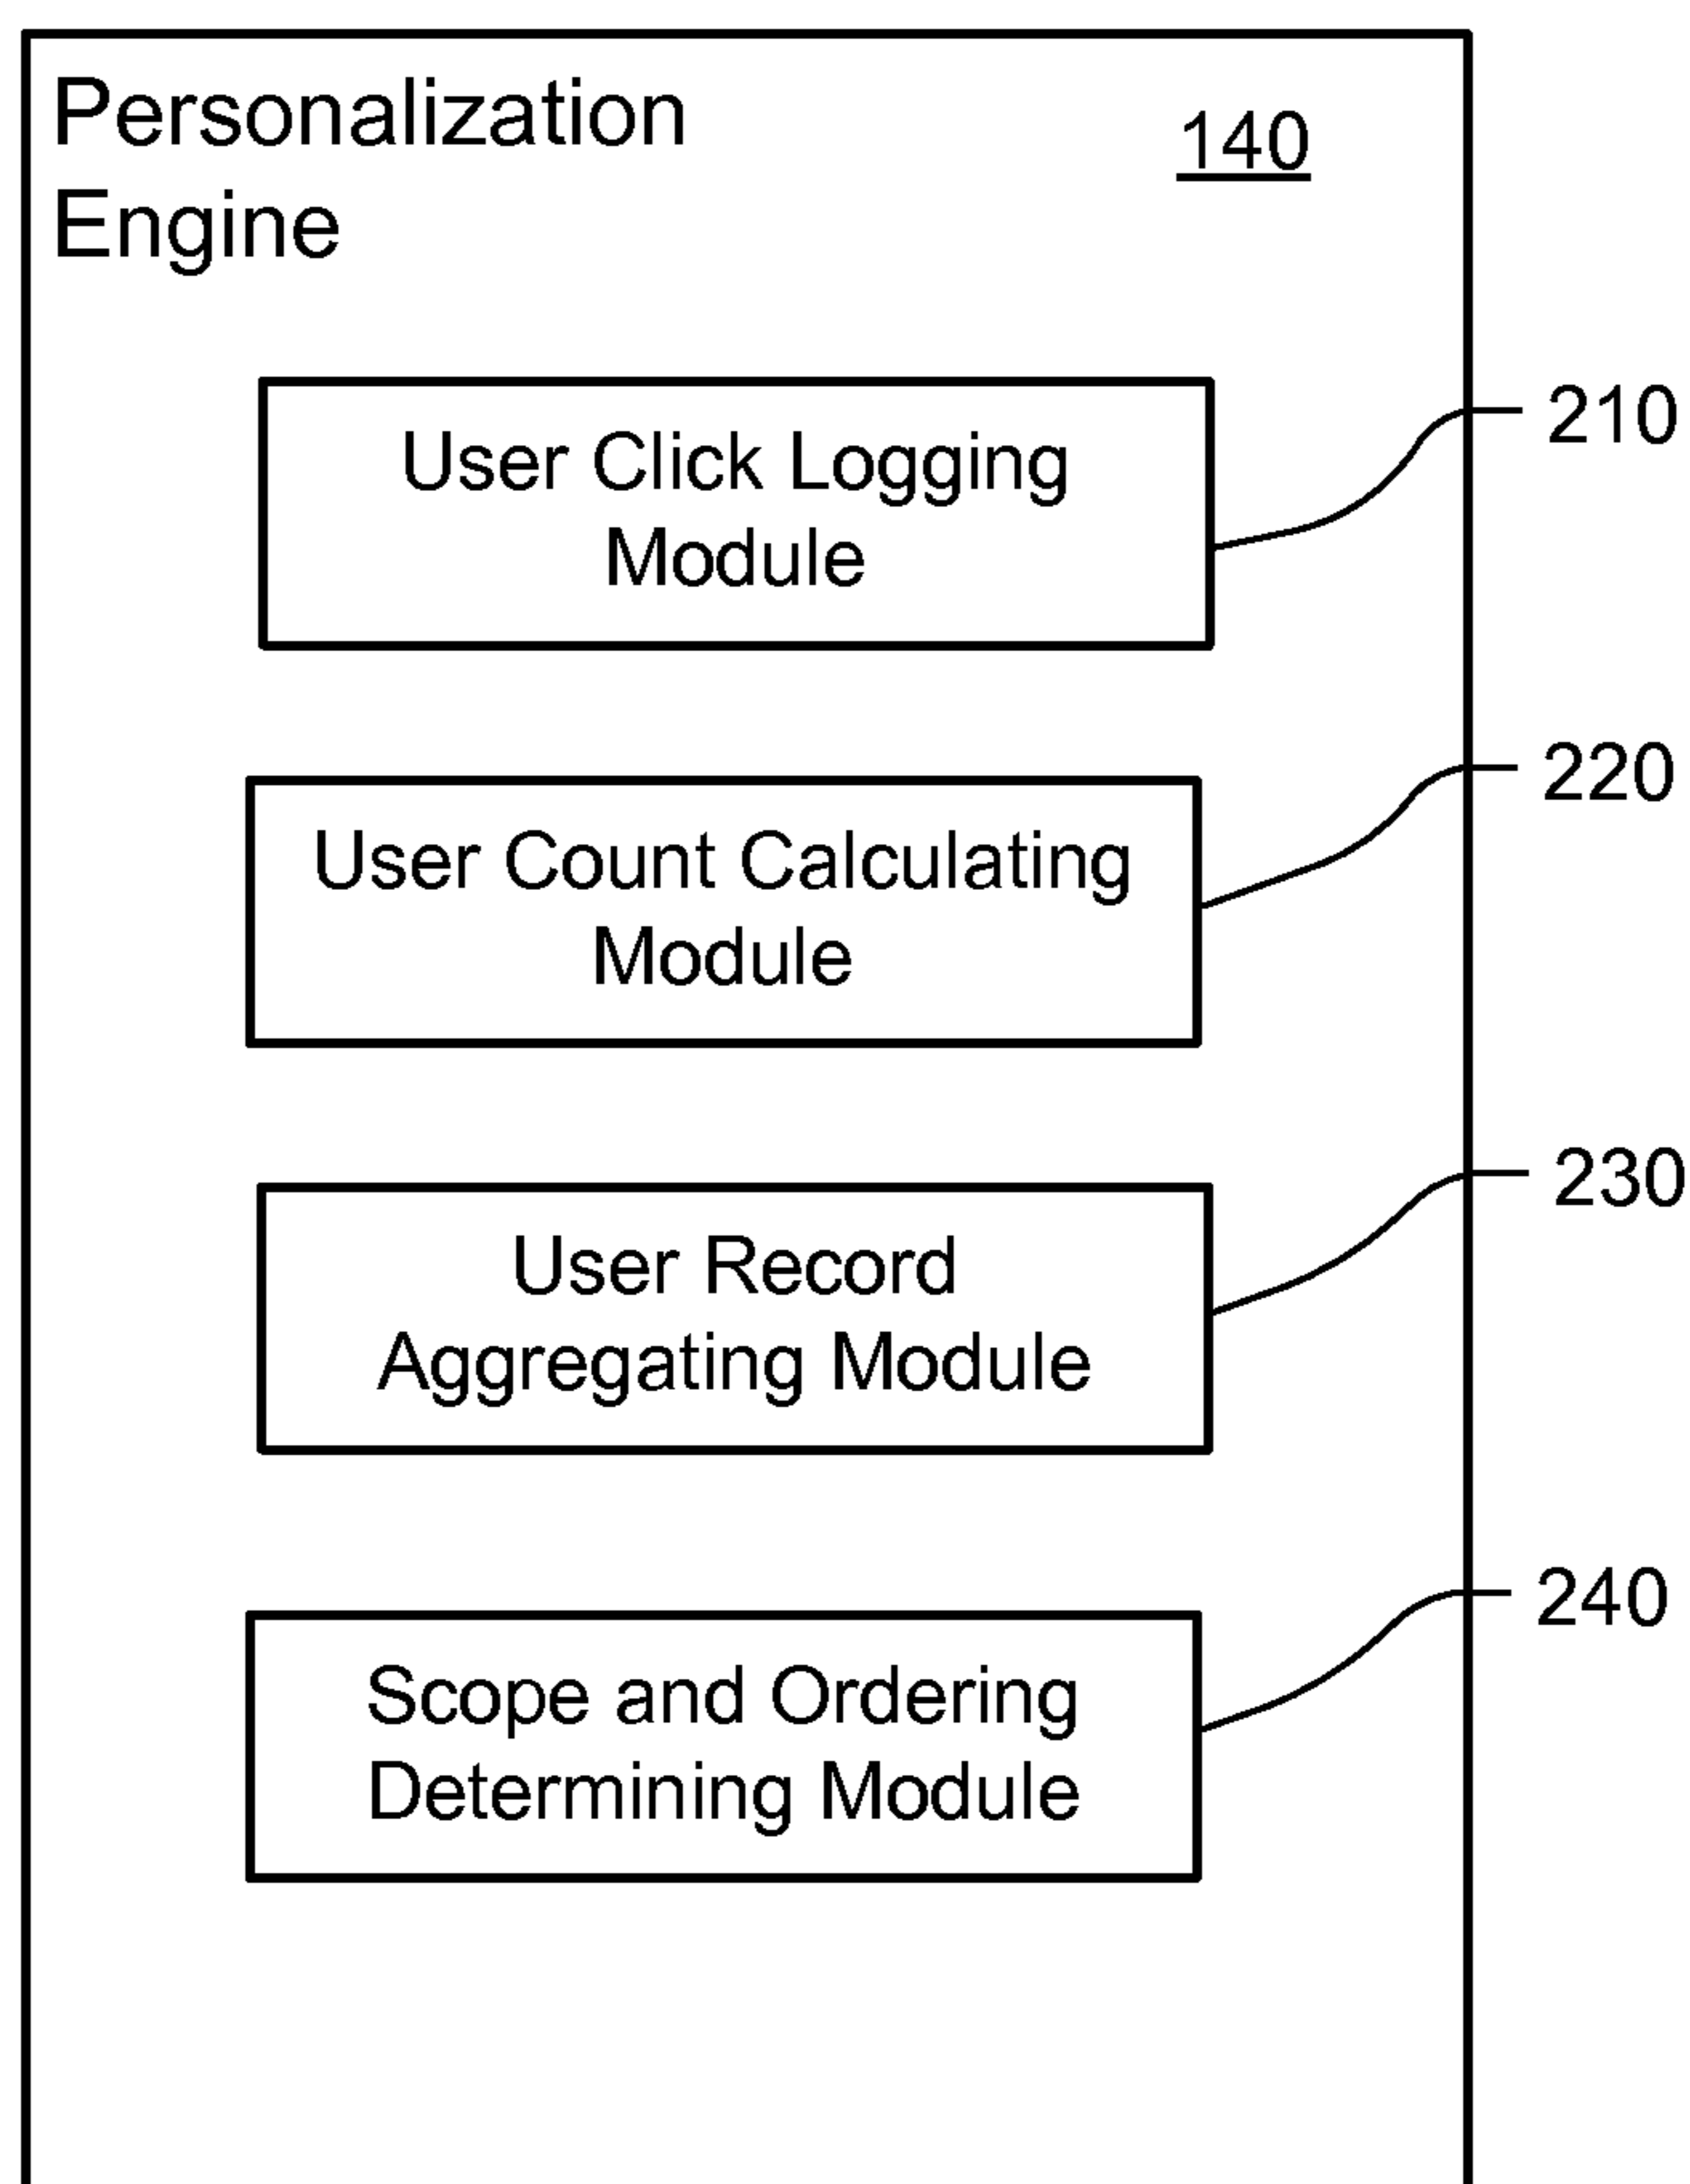 Personalization
Engine
140
User Click Logging
Module
210
User Count Calculating
Module
220
User Record
Aggregating Module
230
Scope and Ordering
Determining Module
240